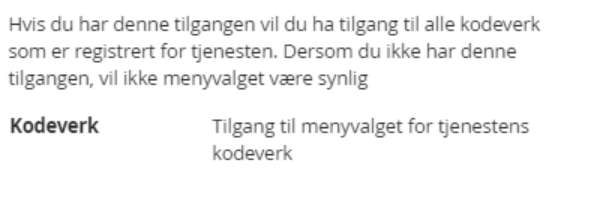 Hvis du har denne tilgangen vil du ha tilgang til alle kodeverk
som er registrert for tjenesten. Dersom du ikke har denne
tilgangen, vil ikke menyvalget være synlig
Kodeverk Tilgang til menyvalget for tjenestens
kodeverk